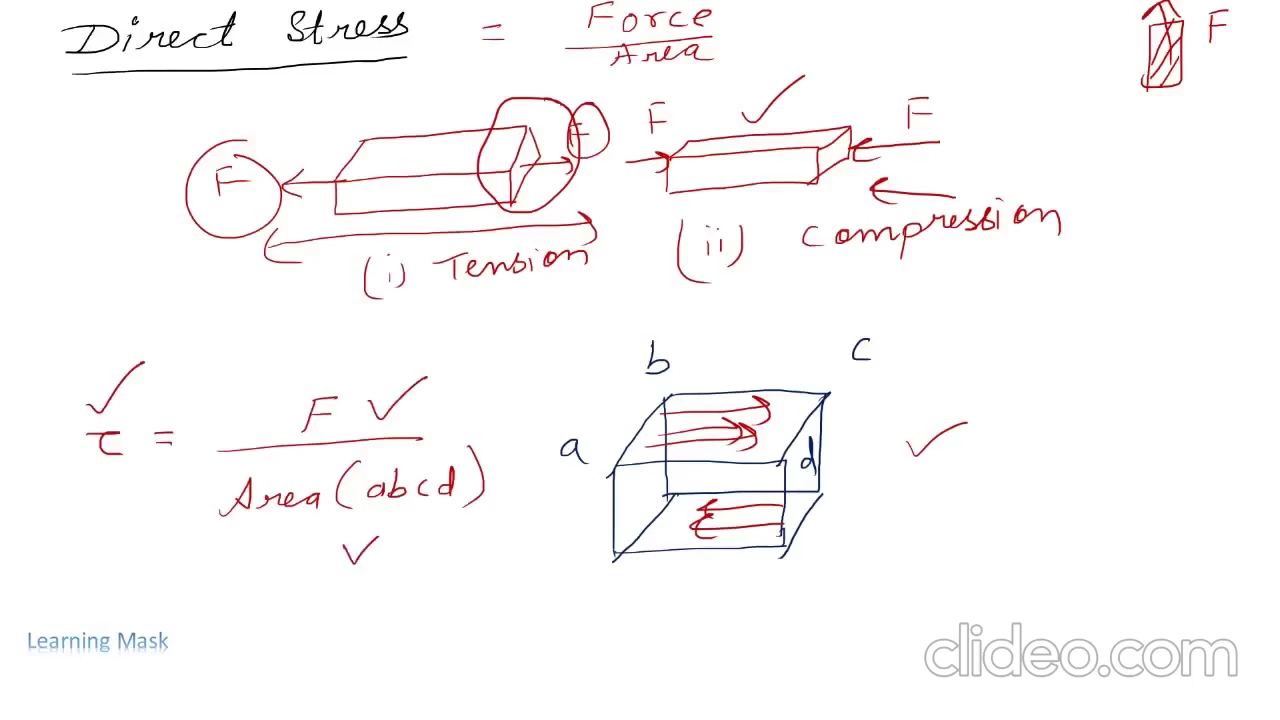 Direct Stress = Force
Area
F
F F
F F
(i) Tension
(ii) Compression
b c
τ = F
Area (abcd)
a d
Learning Mask
clideo.com